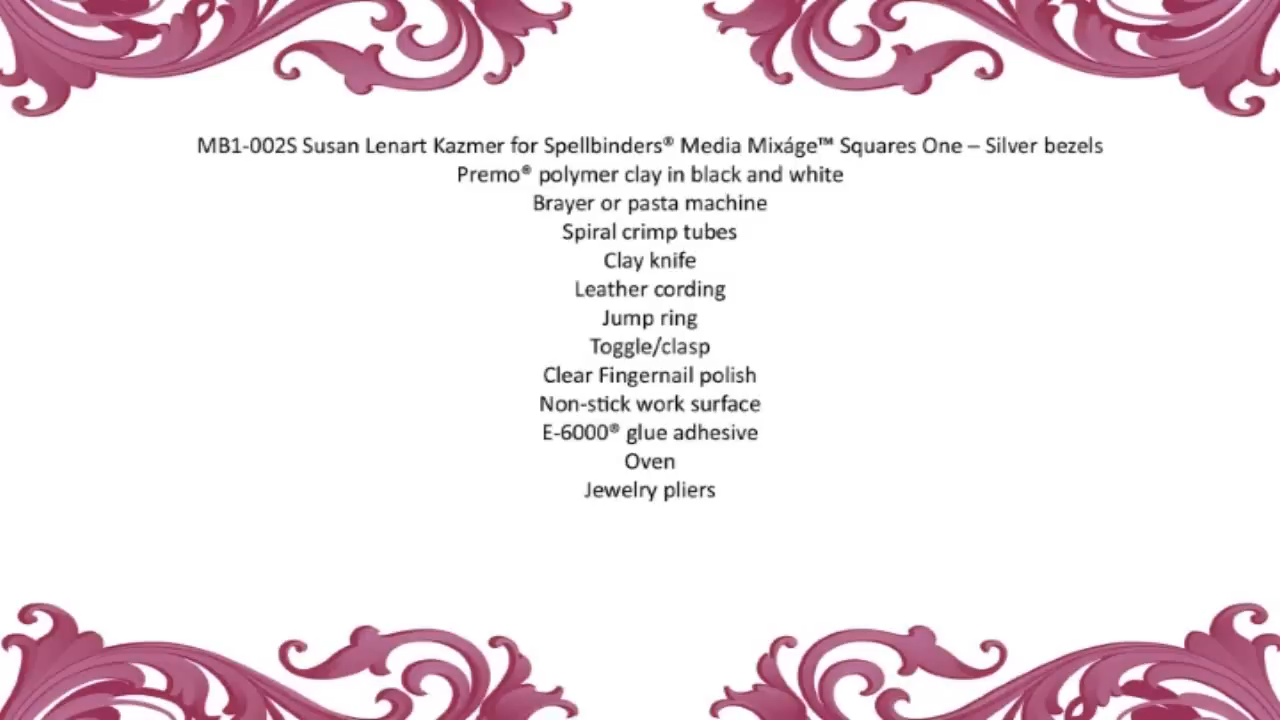 MB1-002S Susan Lenart Kazmer for Spellbinders® Media Mixáge™ Squares One – Silver bezels
Premo® polymer clay in black and white
Brayer or pasta machine
Spiral crimp tubes
Clay knife
Leather cording
Jump ring
Toggle/clasp
Clear Fingernail polish
Non-stick work surface
E-6000® glue adhesive
Oven
Jewelry pliers